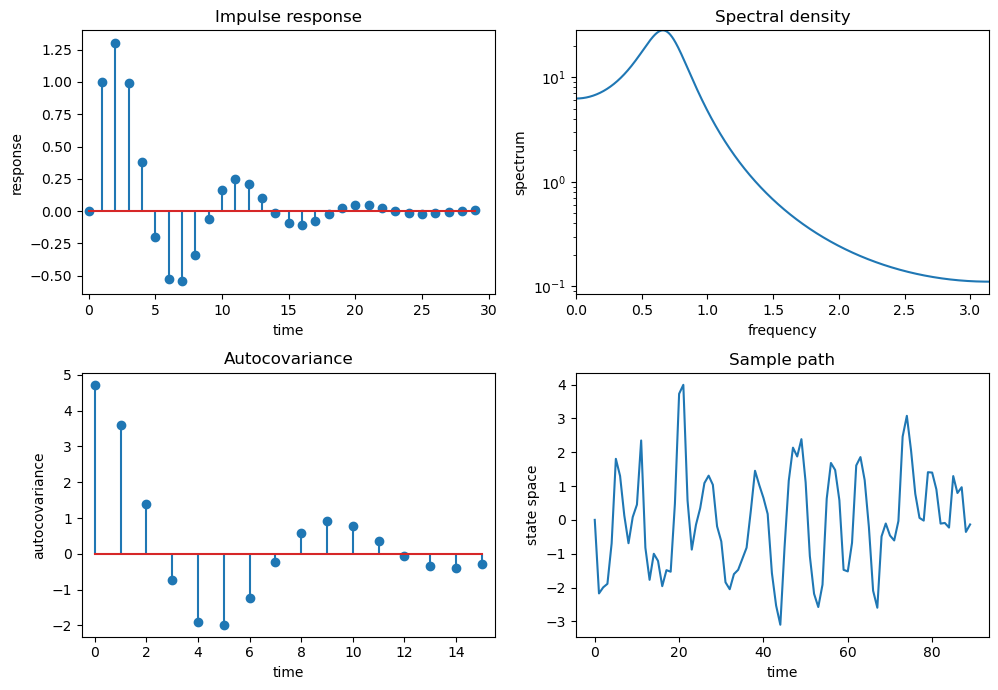 Impulse response
1.25
1.00
0.75
0.50
0.25
0.00
−0.25
−0.50
response
0 5 10 15 20 25 30
time
Spectral density
10^1
10^0
10^−1
spectrum
0.0 0.5 1.0 1.5 2.0 2.5 3.0
frequency
Autocovariance
5
4
3
2
1
0
−1
−2
autocovariance
0 2 4 6 8 10 12 14
time
Sample path
4
3
2
1
0
−1
−2
−3
state space
0 20 40 60 80
time